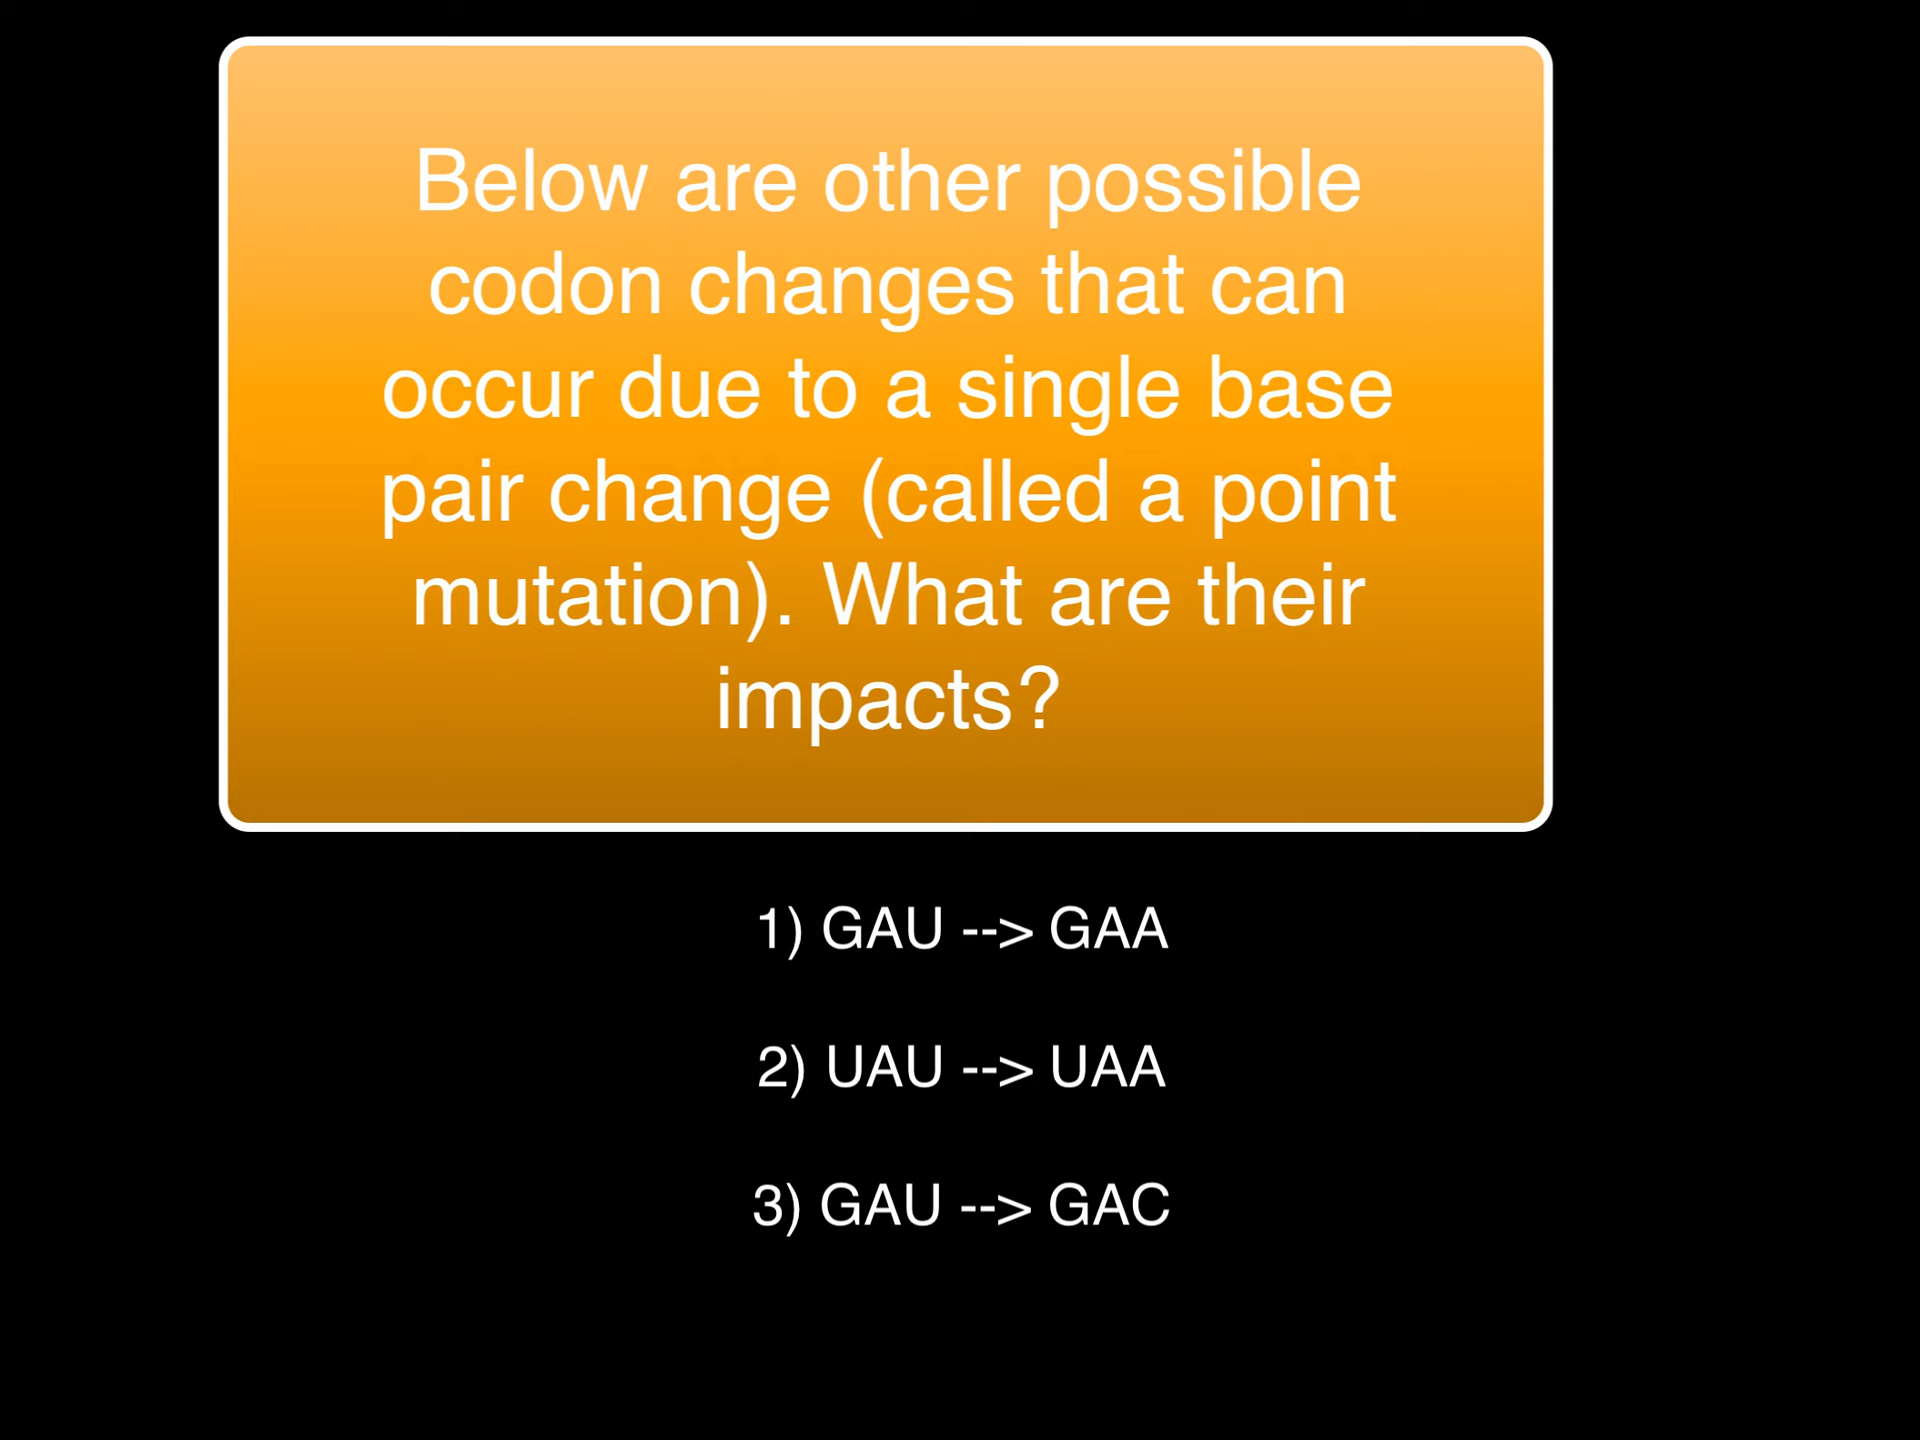 Below are other possible
codon changes that can
occur due to a single base
pair change (called a point
mutation). What are their
impacts?
1) GAU --> GAA
2) UAU --> UAA
3) GAU --> GAC